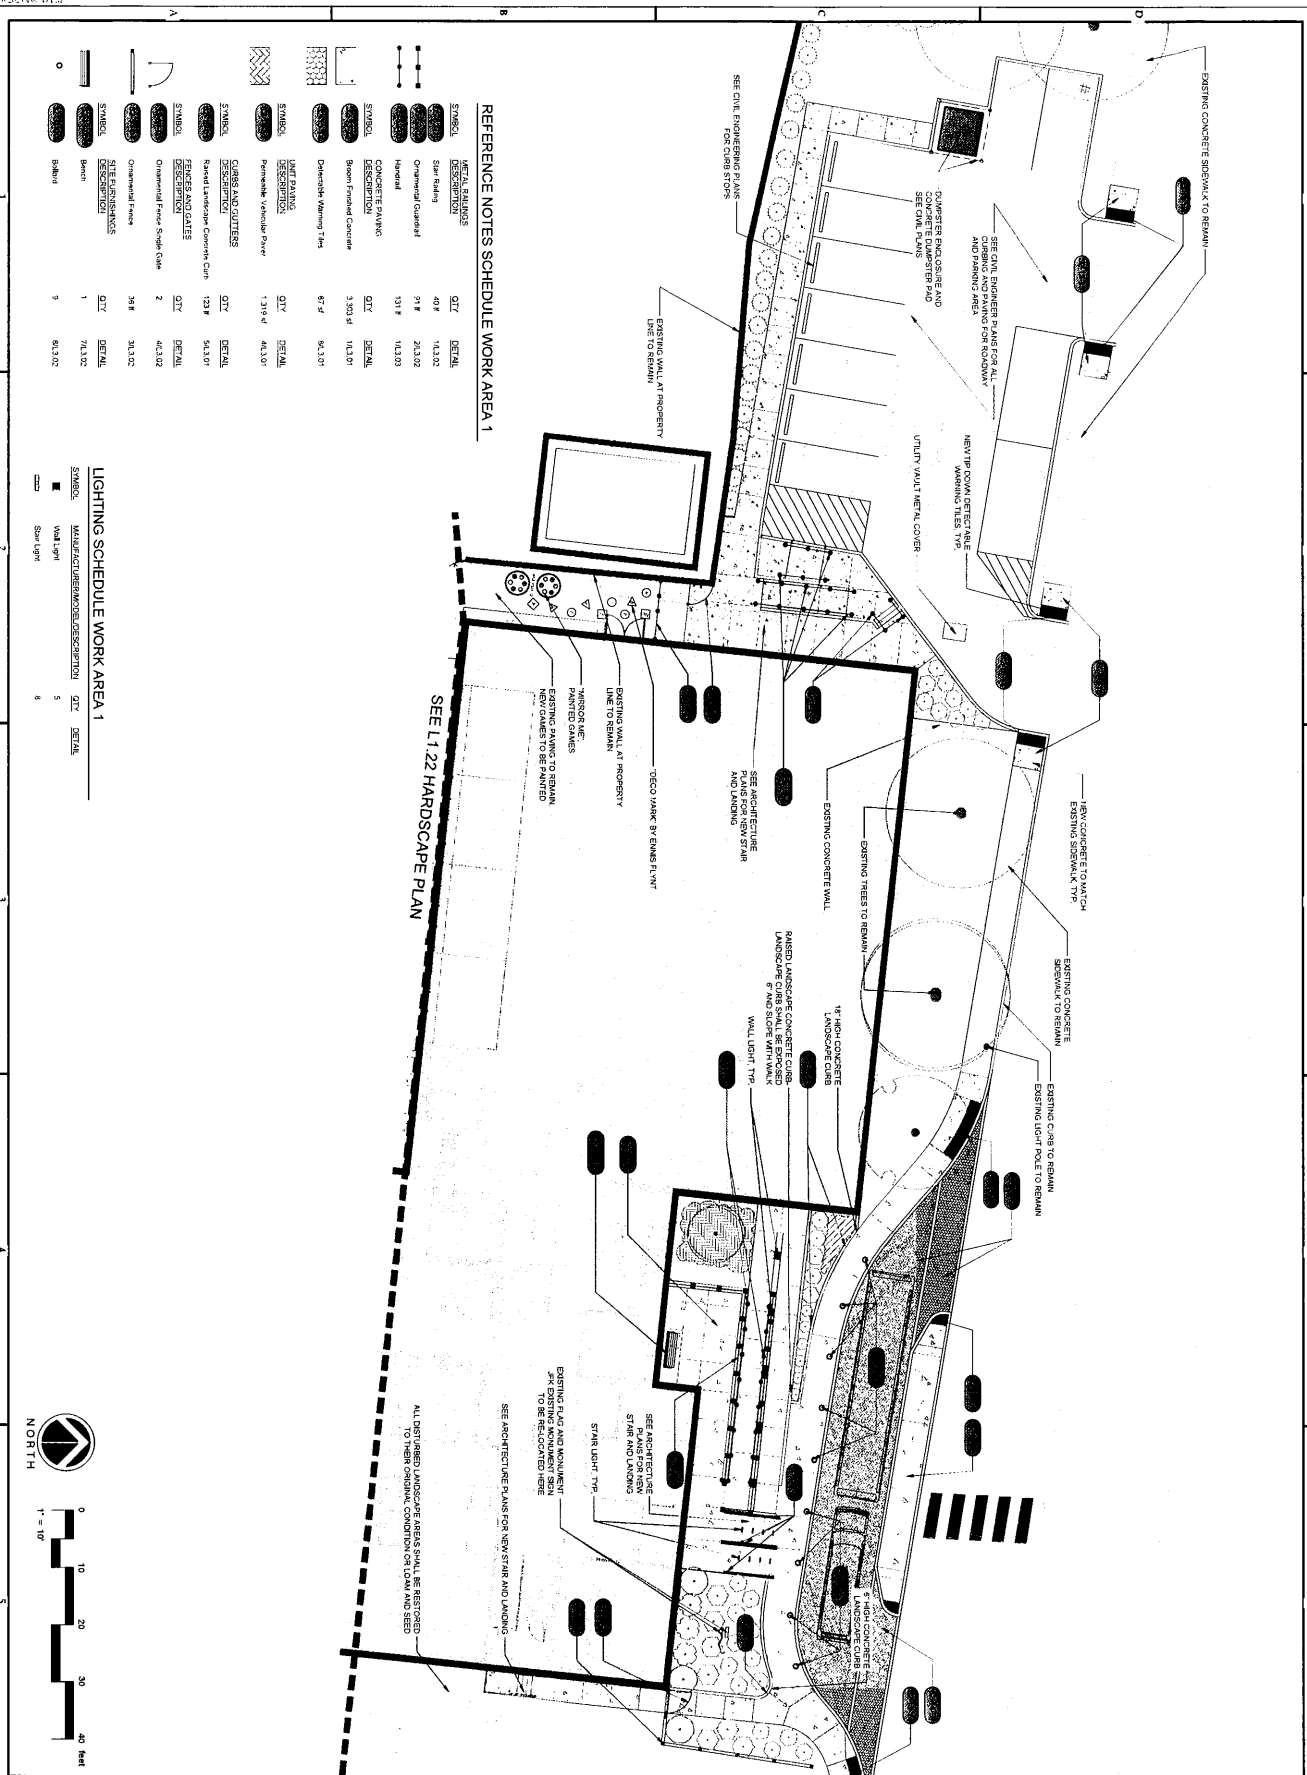 D
C
B
A
1
2
3
4
5
EXISTING CONCRETE SIDEWALK TO REMAIN
SEE CIVIL ENGINEERING PLANS
FOR CURB STOPS
DUMPSTER ENCLOSURE AND
CONCRETE DUMPSTER PAD
SEE CIVIL PLANS
SEE CIVIL ENGINEER PLANS FOR ALL
CURBING AND PAVING FOR ROADWAY
AND PARKING AREA
EXISTING WALL AT PROPERTY
LINE TO REMAIN
UTILITY VAULT METAL COVER
NEW TIP DOWN DETECTABLE
WARNING TILES, TYP.
NEW CONCRETE TO MATCH
EXISTING SIDEWALK, TYP.
EXISTING CONCRETE
SIDEWALK TO REMAIN
EXISTING CURB TO REMAIN
EXISTING LIGHT POLE TO REMAIN
EXISTING TREES TO REMAIN
EXISTING CONCRETE WALL
SEE ARCHITECTURE
PLANS FOR NEW STAIR
AND LANDING
"DECO MARK" BY ENNIS FLYNT
EXISTING WALL AT PROPERTY
LINE TO REMAIN
"MIRROR ME",
PAINTED GAMES
EXISTING PAVING TO REMAIN,
NEW GAMES TO BE PAINTED
SEE L1.22 HARDSCAPE PLAN
18" HIGH CONCRETE
LANDSCAPE CURB
RAISED LANDSCAPE CONCRETE CURB-
LANDSCAPE CURB SHALL BE EXPOSED
6" AND SLOPE WITH WALK
WALL LIGHT, TYP.
6" HIGH CONCRETE
LANDSCAPE CURB
SEE ARCHITECTURE
PLANS FOR NEW
STAIR AND LANDING
STAIR LIGHT, TYP.
EXISTING FLAG AND MONUMENT
JFK EXISTING MONUMENT SIGN
TO BE RE-LOCATED HERE
SEE ARCHITECTURE PLANS FOR NEW STAIR AND LANDING
ALL DISTURBED LANDSCAPE AREAS SHALL BE RESTORED
TO THEIR ORIGINAL CONDITION OR LOAM AND SEED
REFERENCE NOTES SCHEDULE WORK AREA 1
METAL RAILINGS
SYMBOL DESCRIPTION QTY DETAIL
Stair Railing 40 lf 1/L3.02
Ornamental Guardrail 91 lf 2/L3.02
Handrail 131 lf 1/L3.03
CONCRETE PAVING
SYMBOL DESCRIPTION QTY DETAIL
Broom Finished Concrete 3,303 sf 1/L3.01
Detectable Warning Tiles 67 sf 6/L3.01
UNIT PAVING
SYMBOL DESCRIPTION QTY DETAIL
Permeable Vehicular Paver 1,319 sf 4/L3.01
CURBS AND GUTTERS
SYMBOL DESCRIPTION QTY DETAIL
Raised Landscape Concrete Curb 123 lf 5/L3.01
FENCES AND GATES
SYMBOL DESCRIPTION QTY DETAIL
Ornamental Fence Single Gate 2 4/L3.02
Ornamental Fence 36 lf 3/L3.02
SITE FURNISHINGS
SYMBOL DESCRIPTION QTY DETAIL
Bench 1 7/L3.02
Bollard 9 6/L3.02
LIGHTING SCHEDULE WORK AREA 1
SYMBOL MANUFACTURER/MODEL/DESCRIPTION QTY DETAIL
Wall Light 5
Stair Light 8
NORTH
0 10 20 30 40 feet
1" = 10'